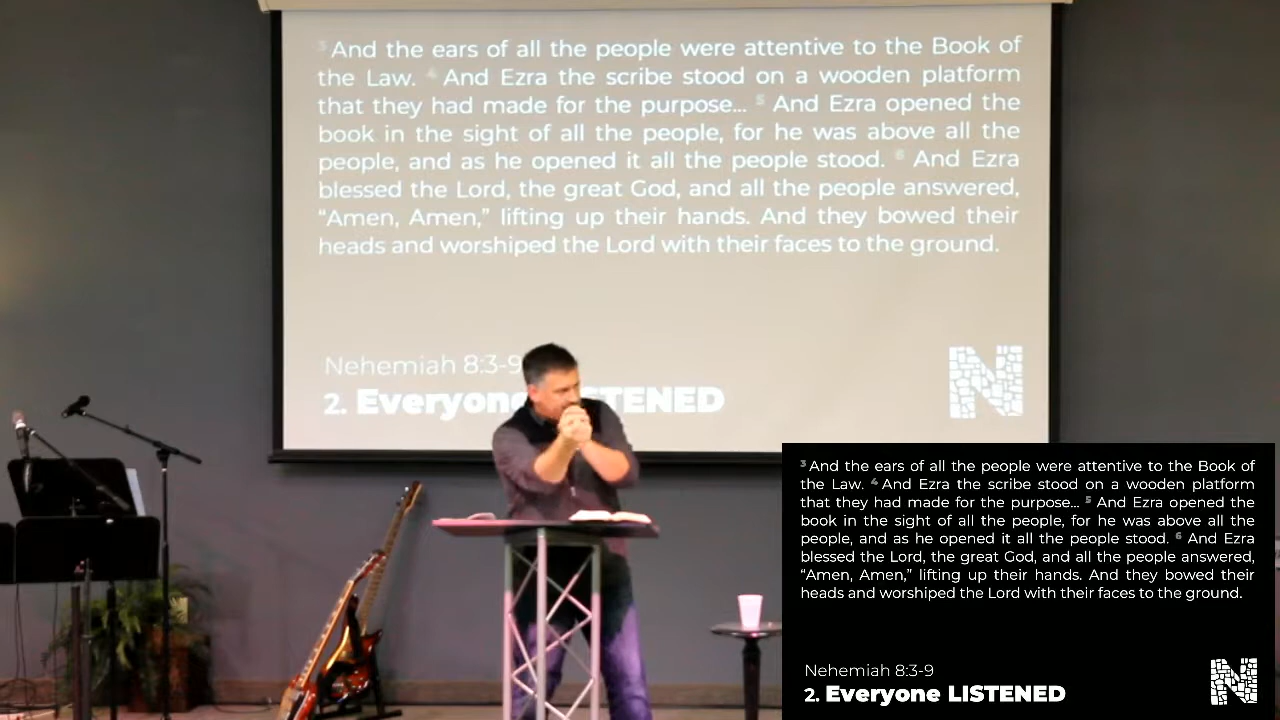 3 And the ears of all the people were attentive to the Book of
the Law. 4 And Ezra the scribe stood on a wooden platform
that they had made for the purpose... 5 And Ezra opened the
book in the sight of all the people, for he was above all the
people, and as he opened it all the people stood. 6 And Ezra
blessed the Lord, the great God, and all the people answered,
“Amen, Amen,” lifting up their hands. And they bowed their
heads and worshiped the Lord with their faces to the ground.
Nehemiah 8:3-9
2. Everyone LISTENED
N
3 And the ears of all the people were attentive to the Book of
the Law. 4 And Ezra the scribe stood on a wooden platform
that they had made for the purpose... 5 And Ezra opened the
book in the sight of all the people, for he was above all the
people, and as he opened it all the people stood. 6 And Ezra
blessed the Lord, the great God, and all the people answered,
“Amen, Amen,” lifting up their hands. And they bowed their
heads and worshiped the Lord with their faces to the ground.
Nehemiah 8:3-9
2. Everyone LISTENED
N